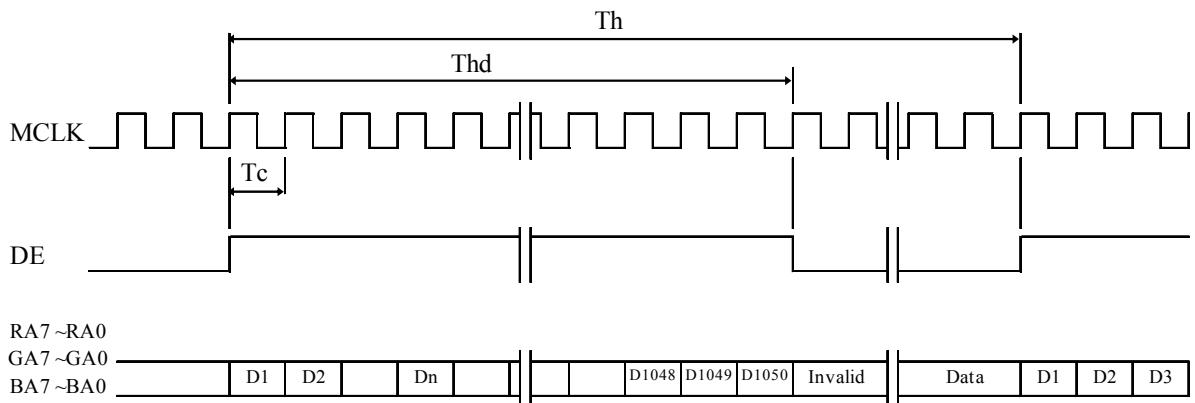 Th
Thd
MCLK
Tc
DE
RA7 ~RA0
GA7 ~GA0
BA7 ~BA0
D1 D2 Dn D1048 D1049 D1050 Invalid Data D1 D2 D3